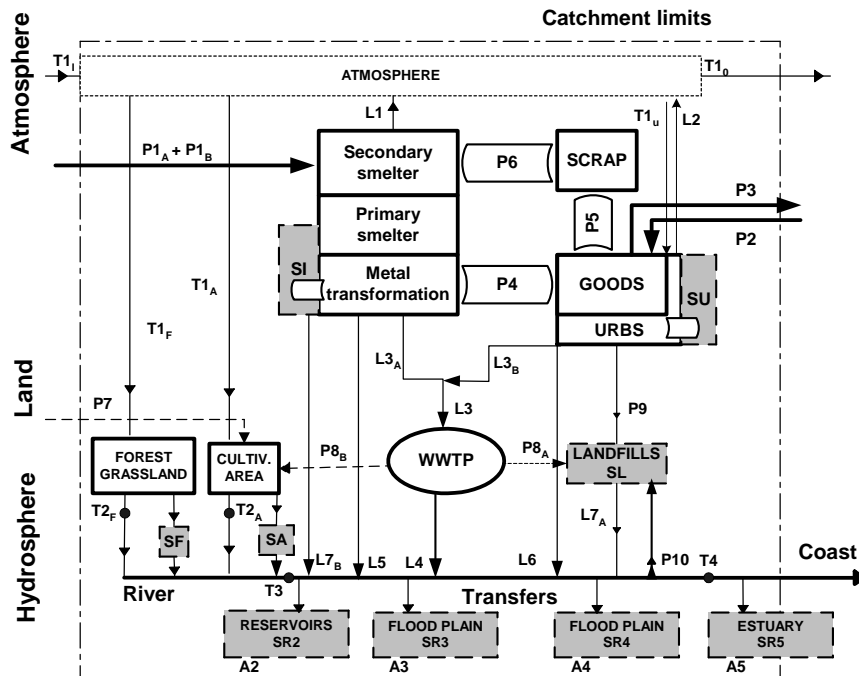 Catchment limits
Atmosphere
T1I
ATMOSPHERE
T10
L1
T1u
L2
P1A + P1B
Secondary smelter
P6
SCRAP
P3
Primary smelter
P5
P2
SI
Metal transformation
P4
GOODS
SU
URBS
T1A
T1F
L3A
L3B
Land
P7
L3
P9
FOREST GRASSLAND
CULTIV. AREA
P8B
WWTP
P8A
LANDFILLS SL
Hydrosphere
T2F
SF
T2A
SA
L7A
L7B
L5
L4
L6
P10
T4
Coast
River
T3
Transfers
RESERVOIRS SR2
FLOOD PLAIN SR3
FLOOD PLAIN SR4
ESTUARY SR5
A2
A3
A4
A5